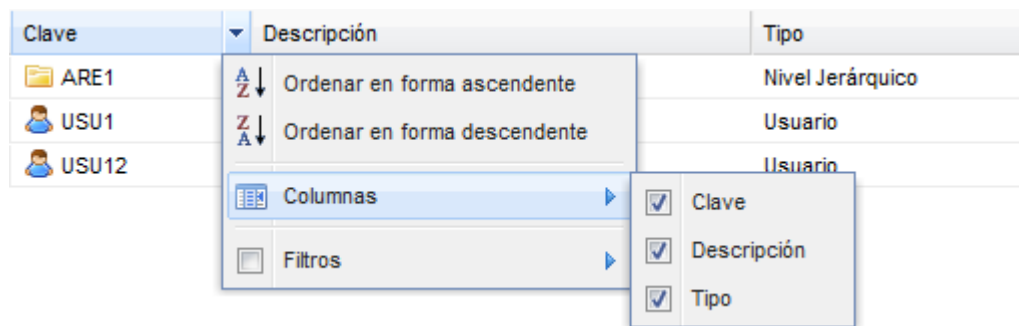 Clave Descripción Tipo
ARE1 Nivel Jerárquico
Ordenar en forma ascendente
USU1 Usuario
Ordenar en forma descendente
USU12 Usuario
Columnas
Clave
Descripción
Filtros
Tipo